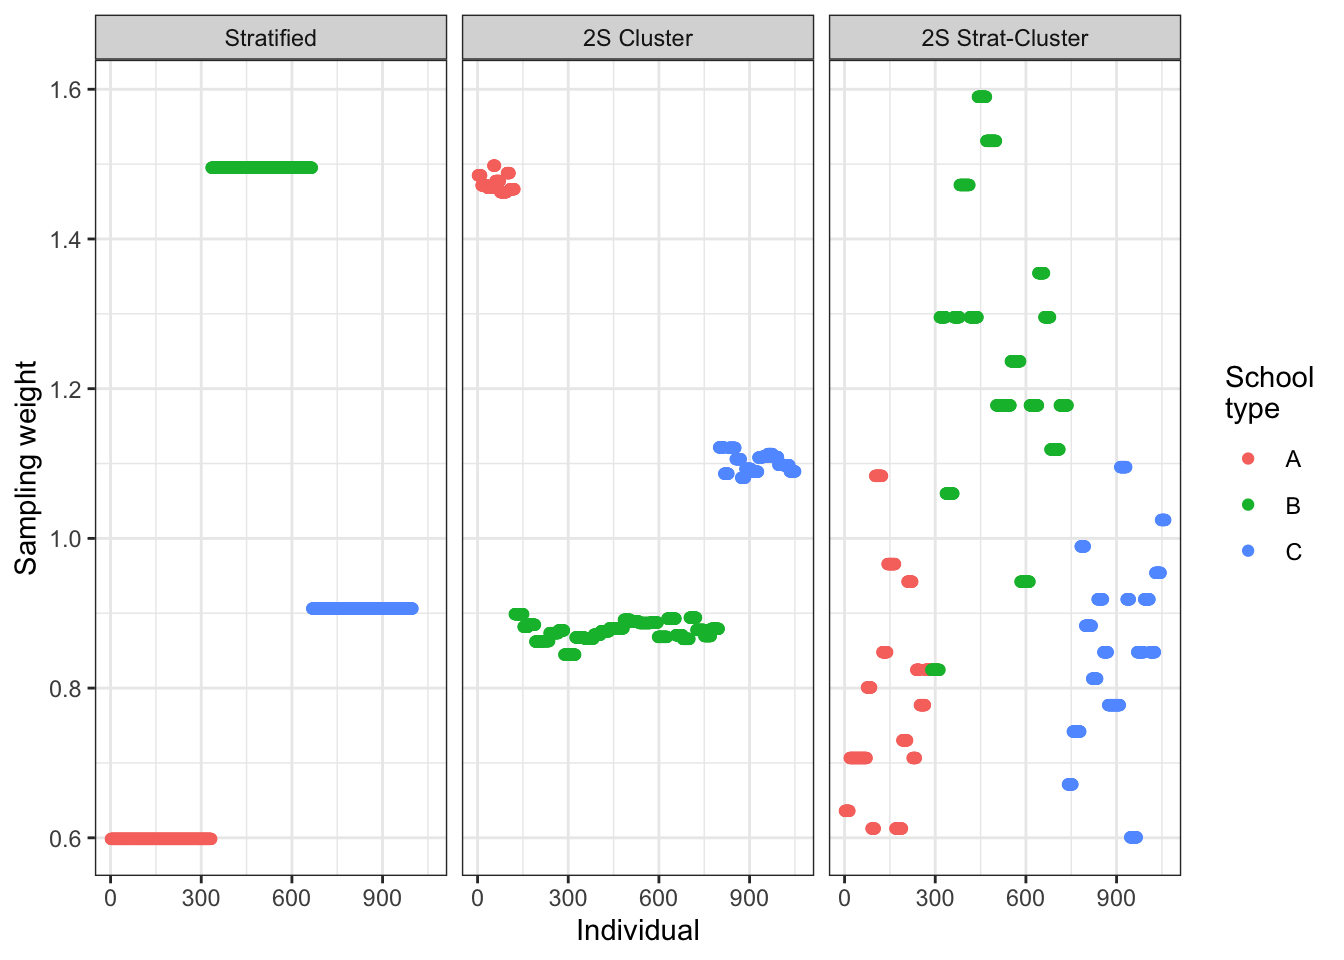 Stratified
2S Cluster
2S Strat-Cluster
Sampling weight
1.6
1.4
1.2
1.0
0.8
0.6
0 300 600 900
0 300 600 900
0 300 600 900
Individual
School
type
A
B
C